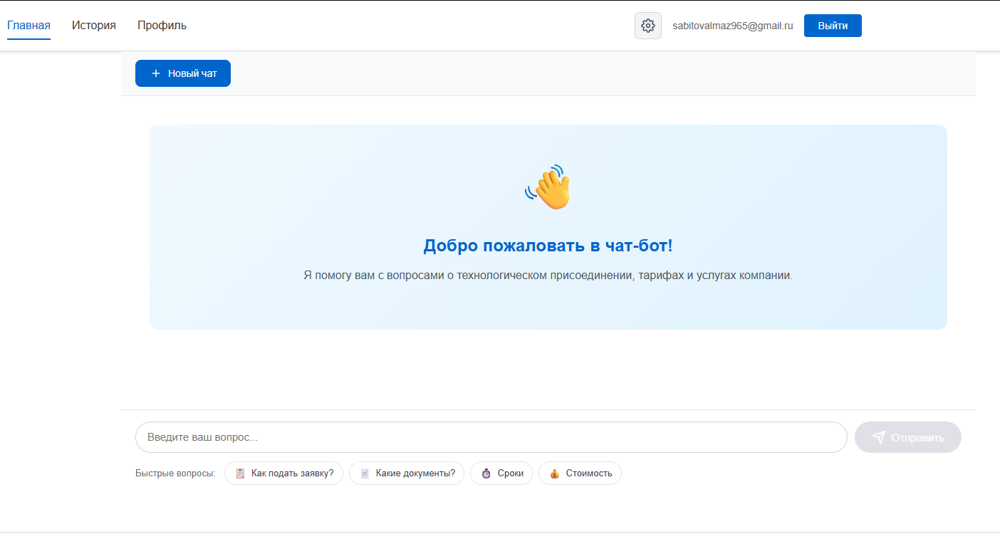 Главная История Профиль sabitovalmaz965@gmail.ru Выйти
+ Новый чат
Добро пожаловать в чат-бот!
Я помогу вам с вопросами о технологическом присоединении, тарифах и услугах компании.
Введите ваш вопрос... Отправить
Быстрые вопросы: Как подать заявку? Какие документы? Сроки Стоимость